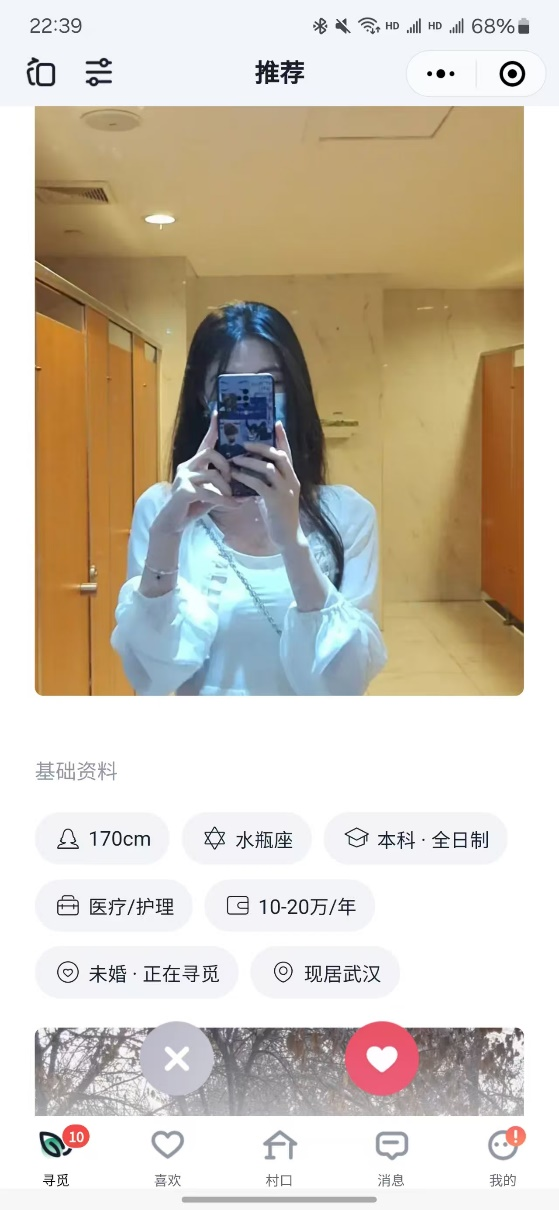 22:39 HD HD 68%
推荐
基础资料
170cm 水瓶座 本科 · 全日制
医疗/护理 10-20万/年
未婚 · 正在寻觅 现居武汉
10 !
寻觅 喜欢 村口 消息 我的